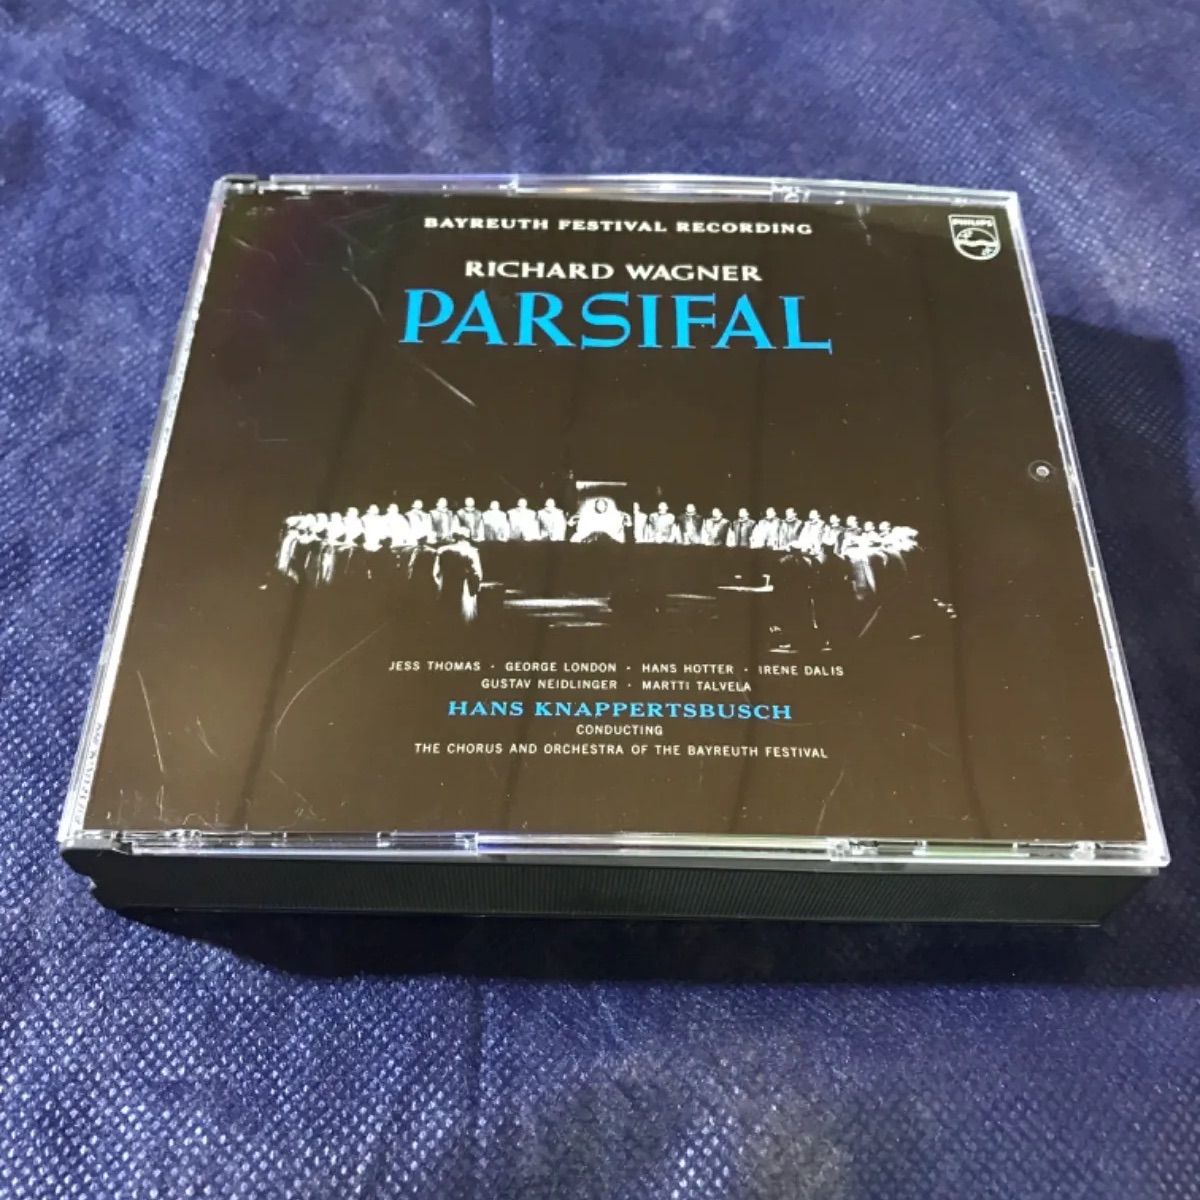 BAYREUTH FESTIVAL RECORDING
PHILIPS
RICHARD WAGNER
PARSIFAL
JESS THOMAS · GEORGE LONDON · HANS HOTTER · IRENE DALIS
GUSTAV NEIDLINGER · MARTTI TALVELA
HANS KNAPPERTSBUSCH
CONDUCTING
THE CHORUS AND ORCHESTRA OF THE BAYREUTH FESTIVAL